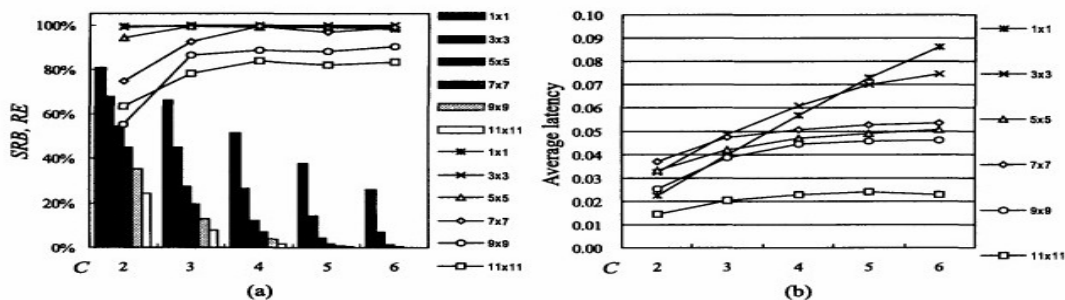 SRB, RE
100%
80%
60%
40%
20%
0%
C 2 3 4 5 6
(a)
1x1
3x3
5x5
7x7
9x9
11x11
1x1
3x3
5x5
7x7
9x9
11x11
Average latency
0.10
0.09
0.08
0.07
0.06
0.05
0.04
0.03
0.02
0.01
0.00
C 2 3 4 5 6
(b)
1x1
3x3
5x5
7x7
9x9
11x11